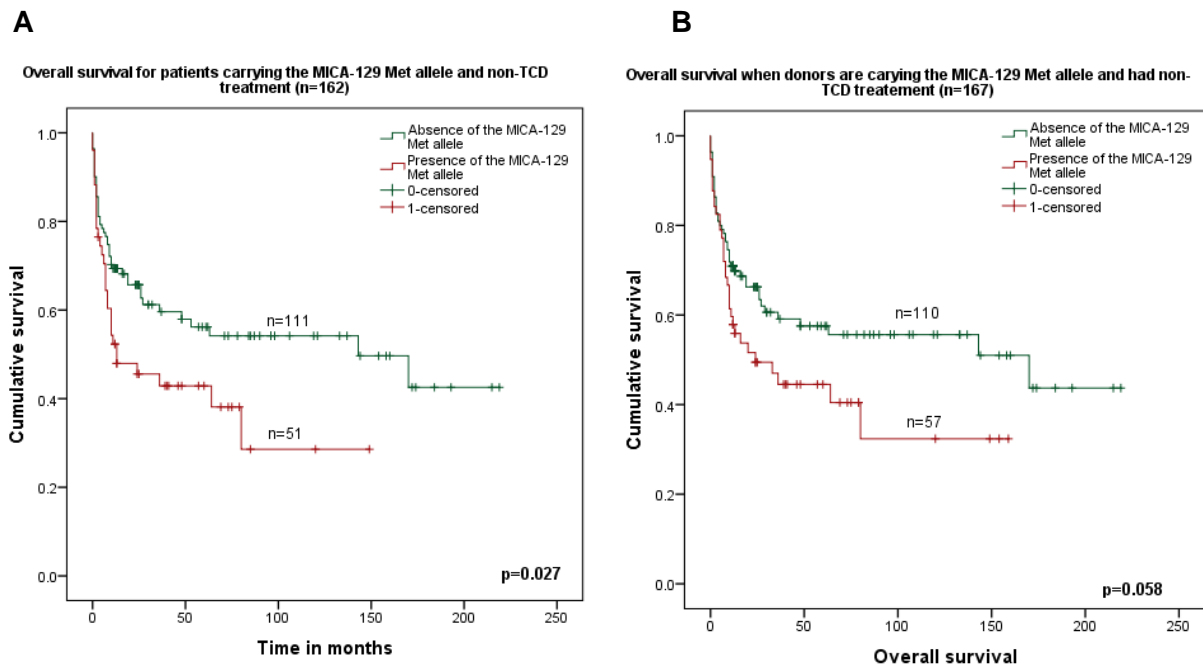 A
Overall survival for patients carrying the MICA-129 Met allele and non-TCD
treatment (n=162)
Absence of the MICA-129
Met allele
Presence of the MICA-129
Met allele
0-censored
1-censored
1.0
0.8
0.6
0.4
0.2
0.0
Cumulative survival
n=111
n=51
p=0.027
0 50 100 150 200 250
Time in months
B
Overall survival when donors are carying the MICA-129 Met allele and had non-
TCD treatement (n=167)
Absence of the MICA-129
Met allele
Presence of the MICA-129
Met allele
0-censored
1-censored
1.0
0.8
0.6
0.4
0.2
0.0
Cumulative survival
n=110
n=57
p=0.058
0 50 100 150 200 250
Overall survival